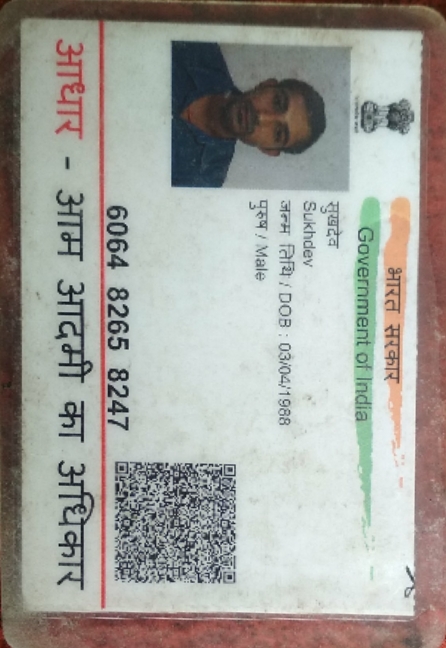 भारत सरकार
Government of India
सुखदेव
Sukhdev
जन्म तिथि / DOB : 03/04/1988
पुरुष / Male
6064 8265 8247
आधार - आम आदमी का अधिकार